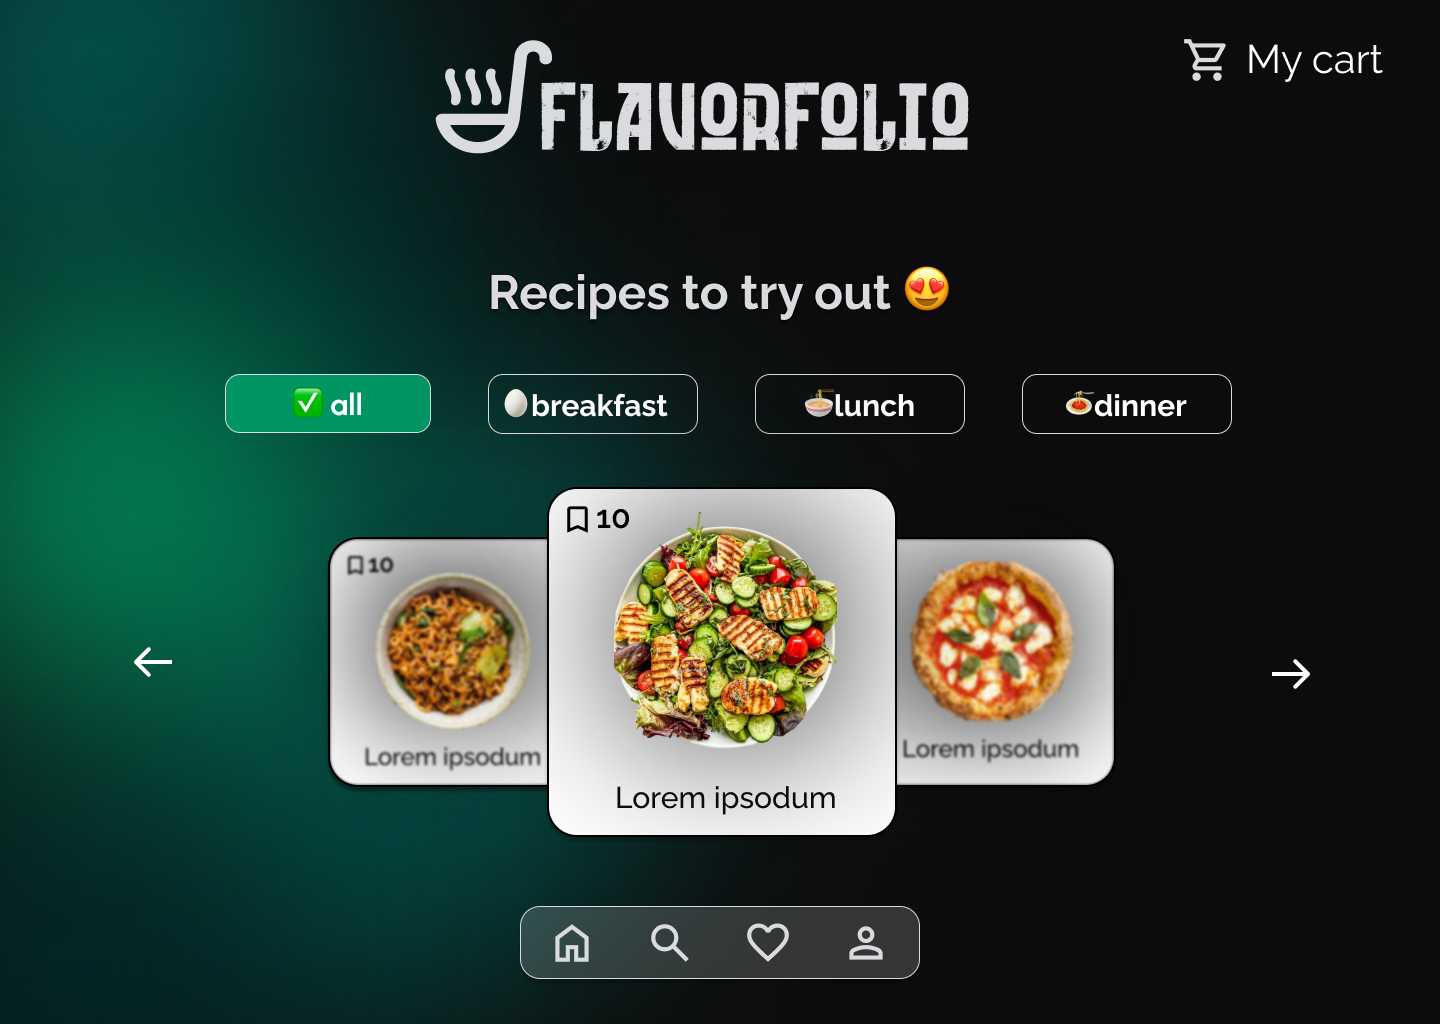 FLAVORFOLIO
My cart
Recipes to try out 😍
✅ all
🥚breakfast
🍜lunch
🍝dinner
10
10
Lorem ipsodum
Lorem ipsodum
Lorem ipsodum